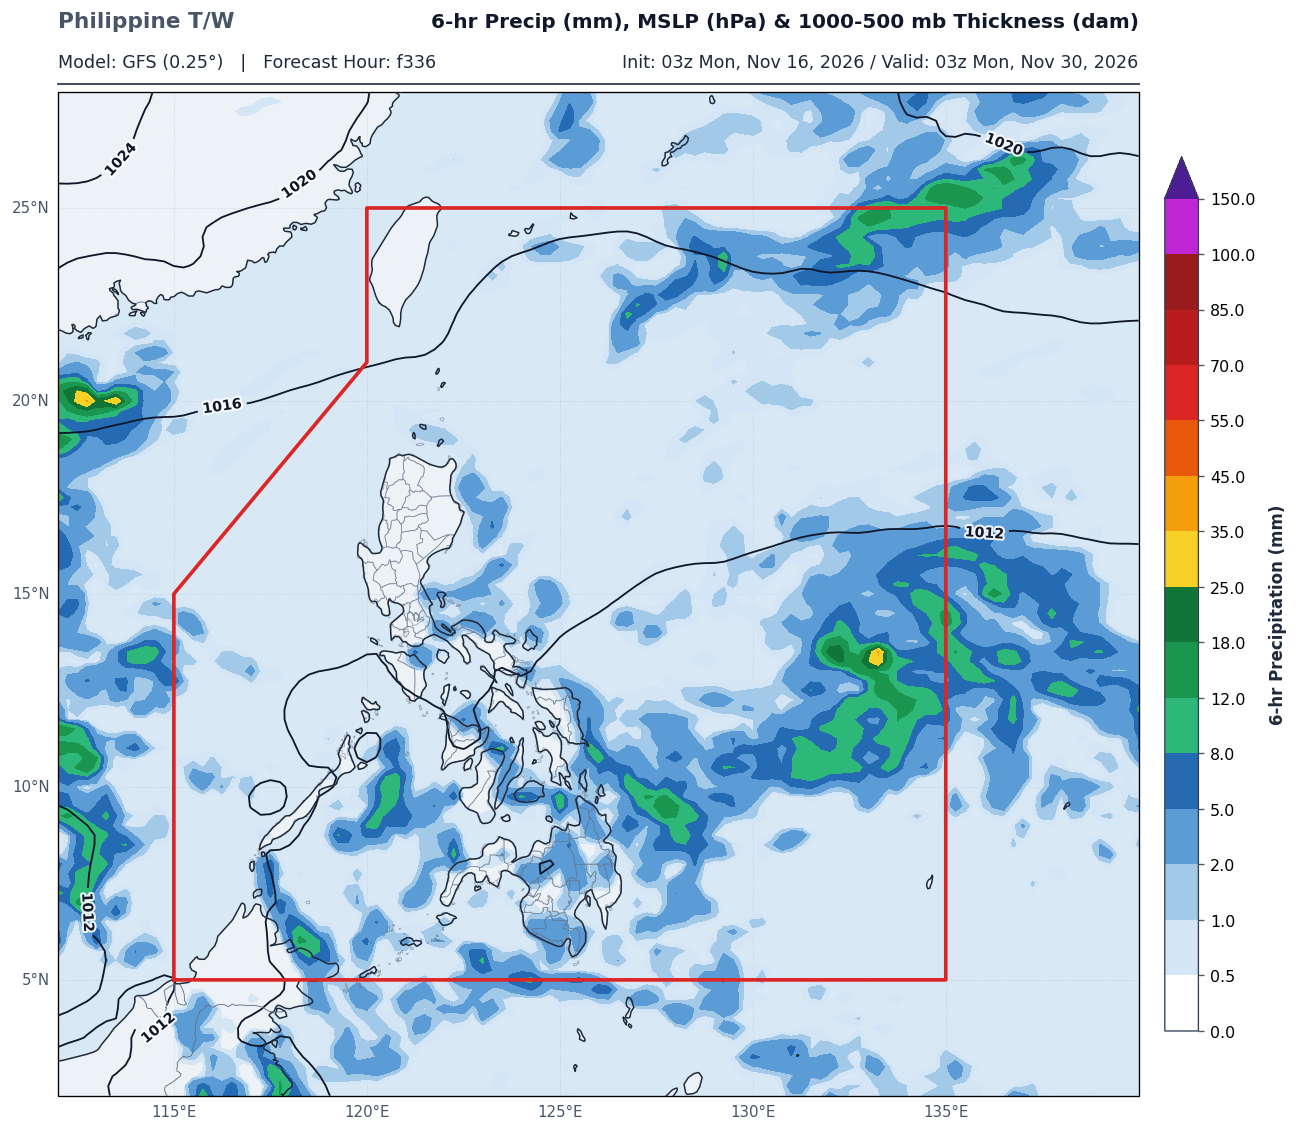 Philippine T/W
6-hr Precip (mm), MSLP (hPa) & 1000-500 mb Thickness (dam)
Model: GFS (0.25°) | Forecast Hour: f336
Init: 03z Mon, Nov 16, 2026 / Valid: 03z Mon, Nov 30, 2026
1024
1020
1020
25°N
1016
20°N
1012
15°N
10°N
1012
5°N
1012
115°E
120°E
125°E
130°E
135°E
150.0
100.0
85.0
70.0
55.0
45.0
35.0
25.0
18.0
12.0
8.0
5.0
2.0
1.0
0.5
0.0
6-hr Precipitation (mm)